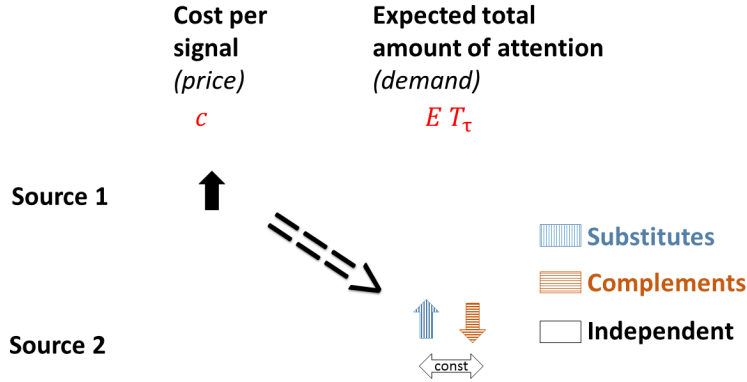 Cost per
signal
(price)
c
Expected total
amount of attention
(demand)
E T_τ
Source 1
Substitutes
Complements
Independent
Source 2
const